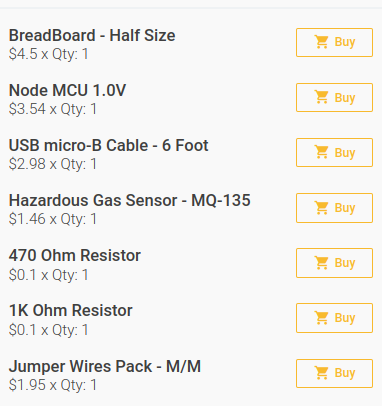 BreadBoard - Half Size
$4.5 x Qty: 1
Buy
Node MCU 1.0V
$3.54 x Qty: 1
Buy
USB micro-B Cable - 6 Foot
$2.98 x Qty: 1
Buy
Hazardous Gas Sensor - MQ-135
$1.46 x Qty: 1
Buy
470 Ohm Resistor
$0.1 x Qty: 1
Buy
1K Ohm Resistor
$0.1 x Qty: 1
Buy
Jumper Wires Pack - M/M
$1.95 x Qty: 1
Buy